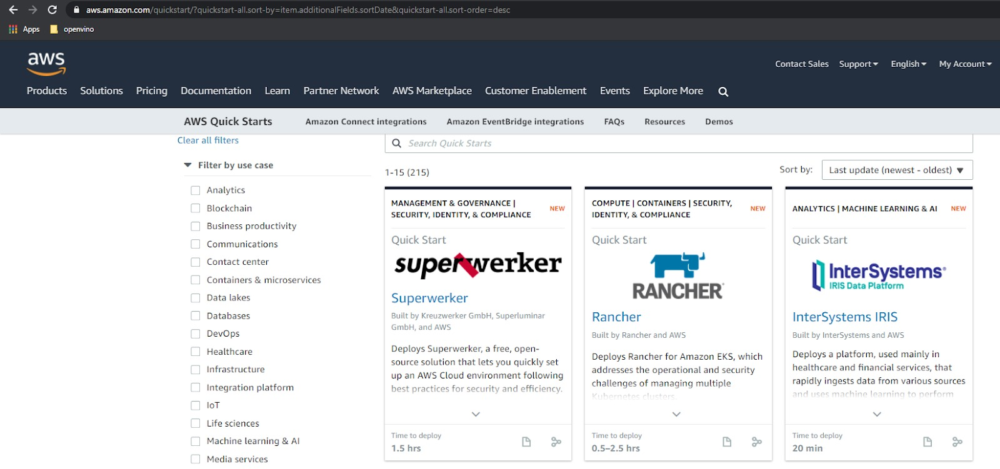 aws.amazon.com/quickstart/?quickstart-all.sort-by=item.additionalFields.sortDate&quickstart-all.sort-order=desc
Apps openvino
aws
Contact Sales Support English My Account
Products Solutions Pricing Documentation Learn Partner Network AWS Marketplace Customer Enablement Events Explore More
AWS Quick Starts Amazon Connect integrations Amazon EventBridge integrations FAQs Resources Demos
Clear all filters
Filter by use case
Analytics
Blockchain
Business productivity
Communications
Contact center
Containers & microservices
Data lakes
Databases
DevOps
Healthcare
Infrastructure
Integration platform
IoT
Life sciences
Machine learning & AI
Media services
Search Quick Starts
1-15 (215)
Sort by: Last update (newest - oldest)
MANAGEMENT & GOVERNANCE |
SECURITY, IDENTITY, & COMPLIANCE
NEW
Quick Start
superwerker
Superwerker
Built by Kreuzwerker GmbH, Superluminar
GmbH, and AWS
Deploys Superwerker, a free, open-
source solution that lets you quickly set
up an AWS Cloud environment following
best practices for security and efficiency.
Time to deploy
1.5 hrs
COMPUTE | CONTAINERS | SECURITY,
IDENTITY, & COMPLIANCE
NEW
Quick Start
RANCHER
Rancher
Built by Rancher and AWS
Deploys Rancher for Amazon EKS, which
addresses the operational and security
challenges of managing multiple
Kubernetes clusters.
Time to deploy
0.5–2.5 hrs
ANALYTICS | MACHINE LEARNING & AI
NEW
Quick Start
InterSystems
IRIS Data Platform
InterSystems IRIS
Built by InterSystems and AWS
Deploys a platform, used mainly in
healthcare and financial services, that
rapidly ingests data from various sources
and uses machine learning to perform
Time to deploy
20 min